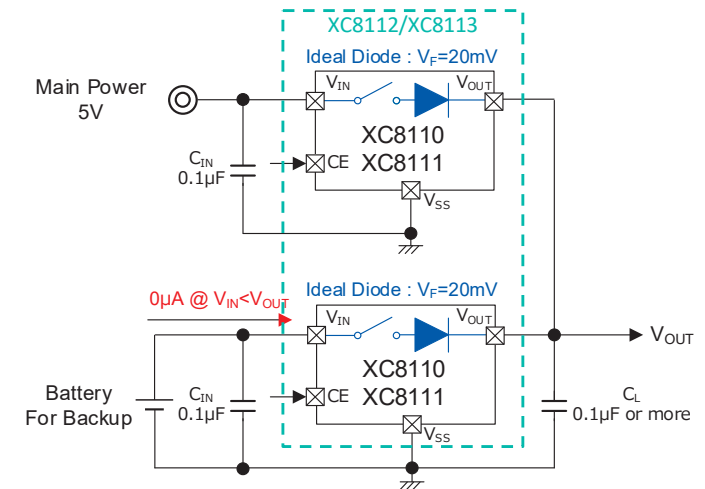 XC8112/XC8113
Ideal Diode : VF=20mV
Main Power
5V
VIN
VOUT
XC8110
XC8111
CIN
0.1µF
CE
VSS
0µA @ VIN<VOUT
Ideal Diode : VF=20mV
VIN
VOUT
VOUT
XC8110
XC8111
Battery
For Backup
CIN
0.1µF
CE
VSS
CL
0.1µF or more